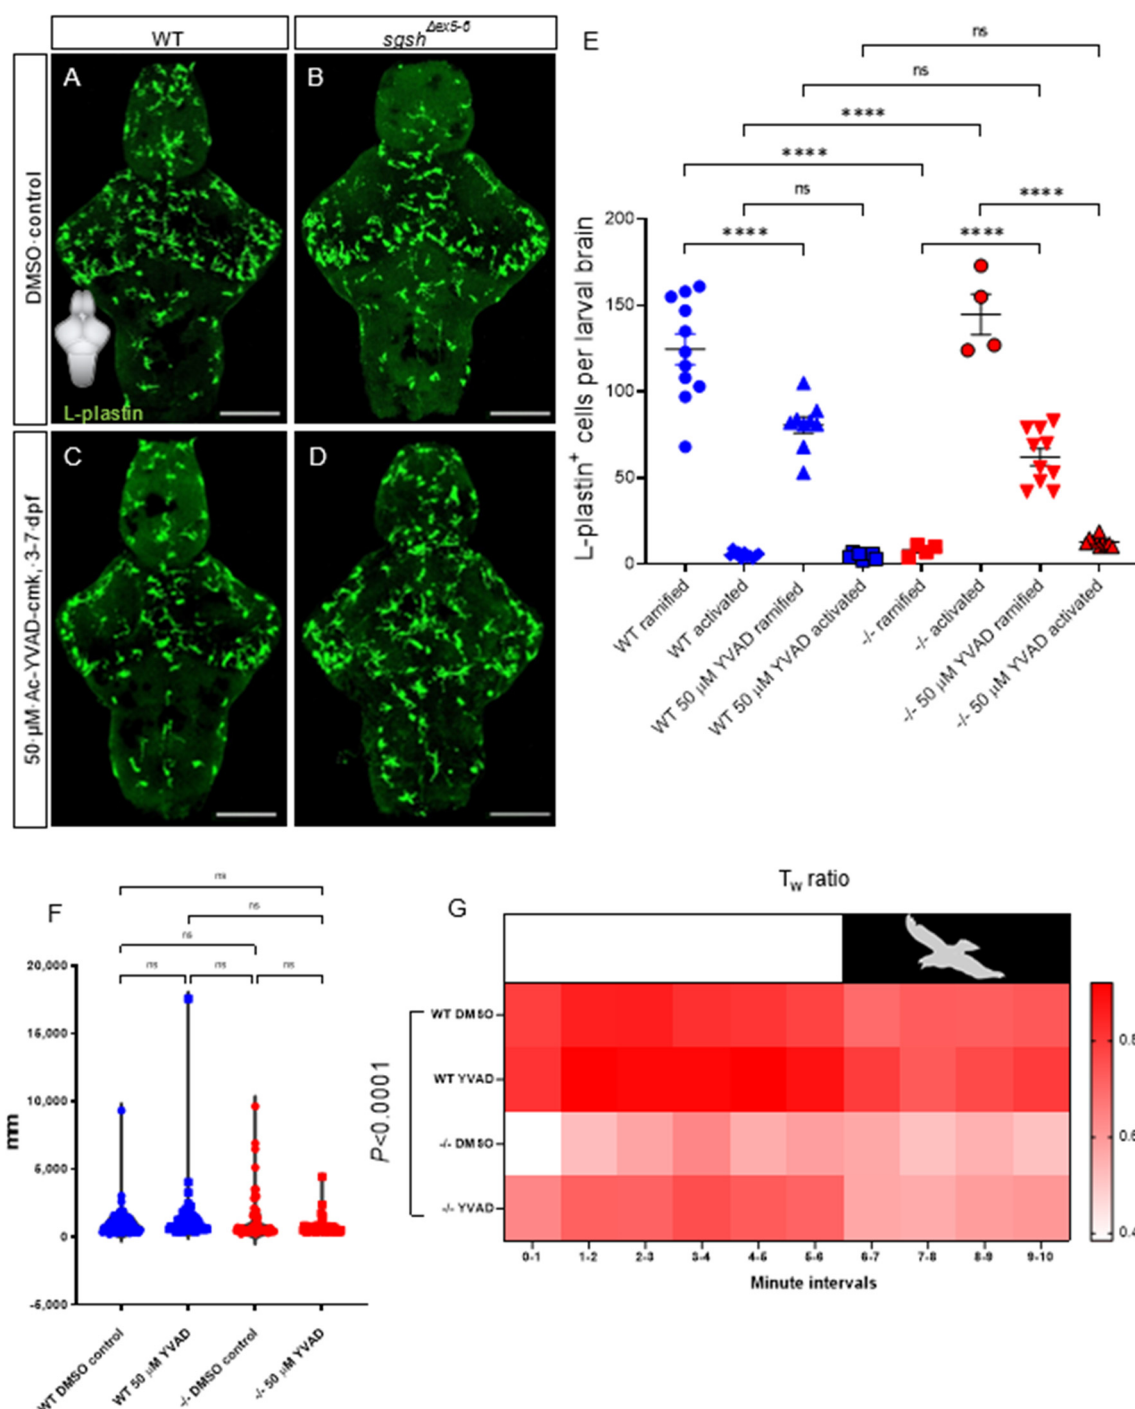 WT
sgsh^Δex5-6
DMSO·control
A
B
L-plastin
50·µM·Ac-YVAD-cmk,·3-7·dpf
C
D
E
ns
ns
****
****
ns
****
****
****
L-plastin⁺ cells per larval brain
200
150
100
50
0
WT ramified
WT activated
WT 50 µM YVAD ramified
WT 50 µM YVAD activated
-/- ramified
-/- activated
-/- 50 µM YVAD ramified
-/- 50 µM YVAD activated
F
ns
ns
ns
ns
ns
ns
mm
20,000
15,000
10,000
5,000
0
-5,000
WT DMSO control
WT 50 µM YVAD
-/- DMSO control
-/- 50 µM YVAD
G
T_w ratio
P<0.0001
WT DMSO
WT YVAD
-/- DMSO
-/- YVAD
0-1
1-2
2-3
3-4
4-5
5-6
6-7
7-8
8-9
9-10
Minute intervals
0.8
0.6
0.4